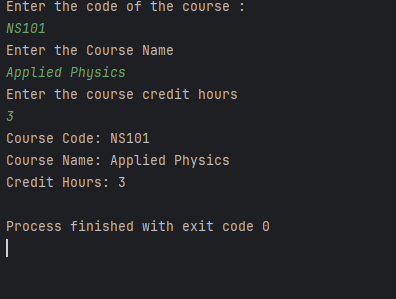 Enter the code of the course :
NS101
Enter the Course Name
Applied Physics
Enter the course credit hours
3
Course Code: NS101
Course Name: Applied Physics
Credit Hours: 3
Process finished with exit code 0